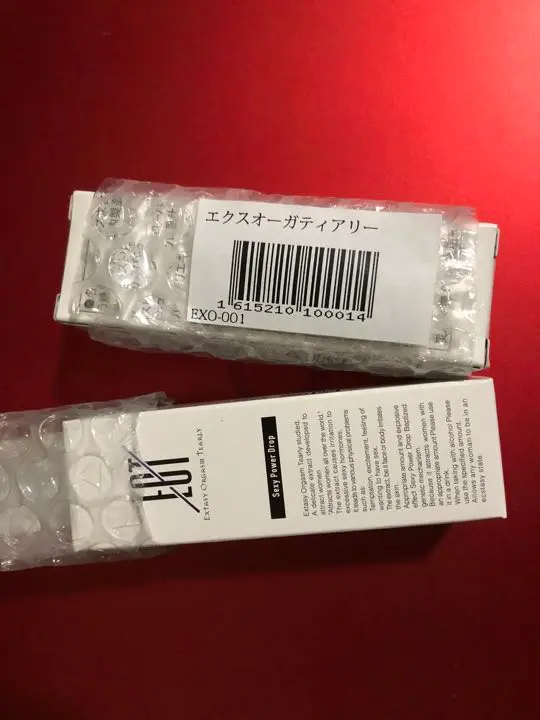 エクスオーガティアリー
1 615210 100014
EXO-001
EOT
EXTASY ORGASM TEARLY
Sexy Power Drop
Extasy Orgasm Tearly studied.
A delicate extract developed to
attract women.
"Attracts women all over the world."
The extract causes irritation to
excessive sexy hormones.
It leads to various physical problems
such as:
Temptation, excitement, feeling of
wanting to have sex.
The extract, be it face or body irritates
the skin.
Appropriate amount and explosive
effect Sexy Power Drop Baptized
genetic mechanism.
Because it attracts women with
an appropriate amount Please use
it in a drink.
When taking with alcohol Please
use the specified amount.
Allows any woman to be in an
ecstasy state.